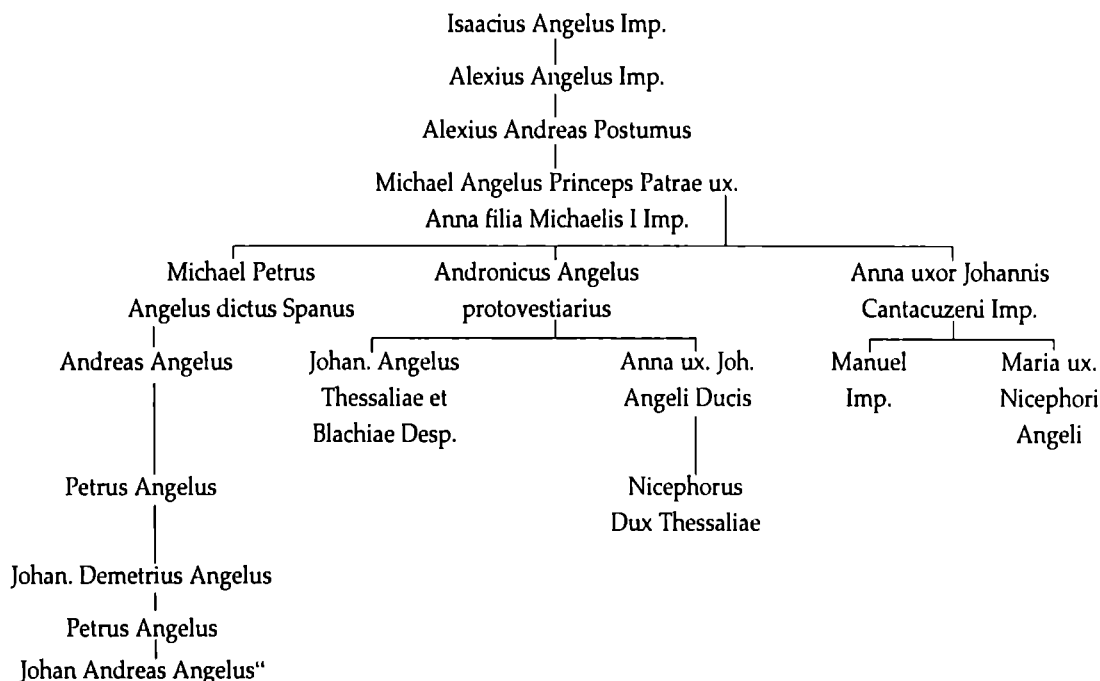 Isaacius Angelus Imp.
Alexius Angelus Imp.
Alexius Andreas Postumus
Michael Angelus Princeps Patrae ux.
Anna filia Michaelis I Imp.
Michael Petrus
Angelus dictus Spanus
Andronicus Angelus
protovestiarius
Anna uxor Johannis
Cantacuzeni Imp.
Andreas Angelus
Johan. Angelus
Thessaliae et
Blachiae Desp.
Anna ux. Joh.
Angeli Ducis
Manuel
Imp.
Maria ux.
Nicephori
Angeli
Petrus Angelus
Nicephorus
Dux Thessaliae
Johan. Demetrius Angelus
Petrus Angelus
Johan Andreas Angelus“